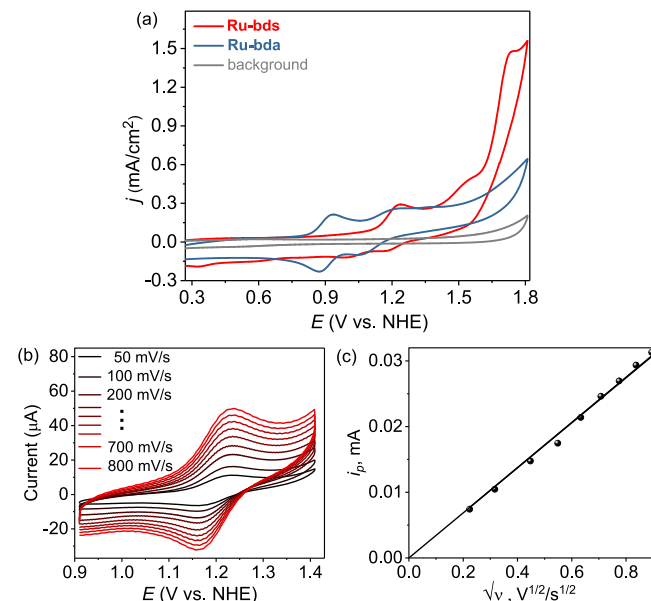 (a)
Ru-bds
Ru-bda
background
1.5
1.2
0.9
0.6
0.3
0.0
-0.3
j (mA/cm²)
0.3 0.6 0.9 1.2 1.5 1.8
E (V vs. NHE)
(b)
50 mV/s
100 mV/s
200 mV/s
700 mV/s
800 mV/s
80
60
40
20
0
-20
Current (μA)
0.9 1.0 1.1 1.2 1.3 1.4
E (V vs. NHE)
(c)
0.03
0.02
0.01
0.00
iₚ, mA
0.0 0.2 0.4 0.6 0.8
√ν , V^1/2/s^1/2